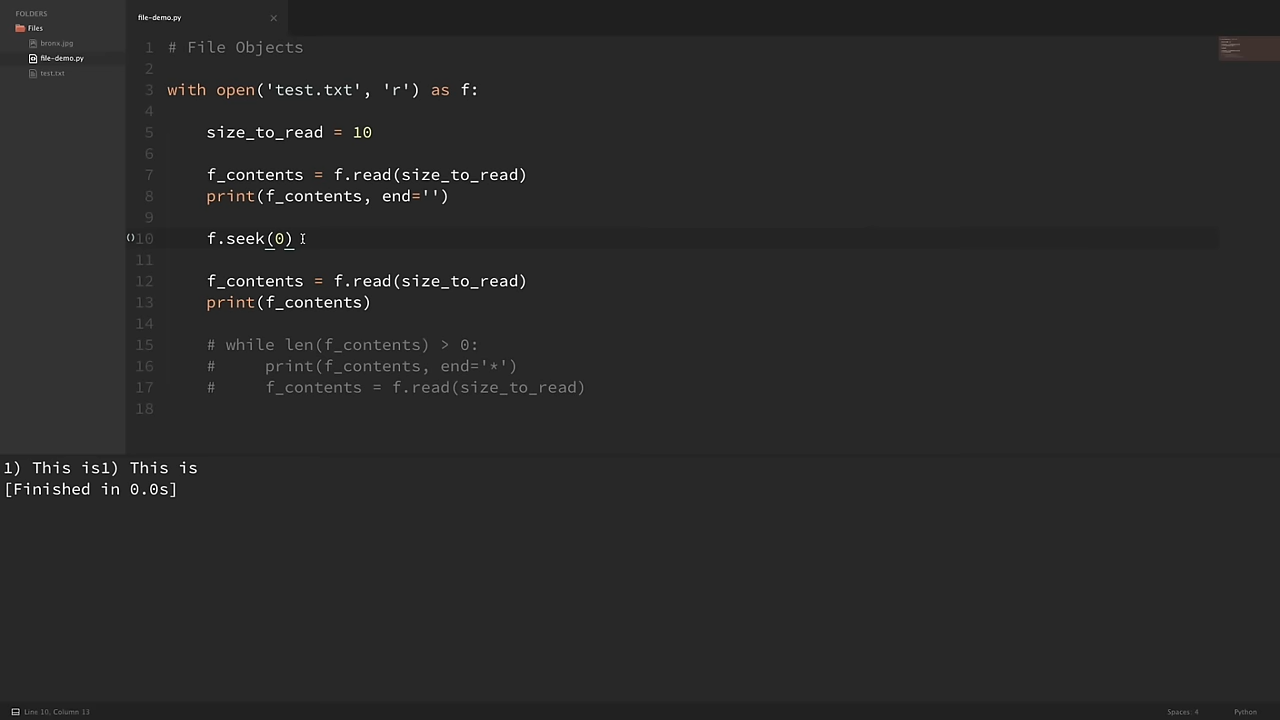 FOLDERS
Files
bronx.jpg
file-demo.py
test.txt
file-demo.py ×
1 # File Objects
2
3 with open('test.txt', 'r') as f:
4
5     size_to_read = 10
6
7     f_contents = f.read(size_to_read)
8     print(f_contents, end='')
9
()10     f.seek(0)
11
12     f_contents = f.read(size_to_read)
13     print(f_contents)
14
15     # while len(f_contents) > 0:
16     #     print(f_contents, end='*')
17     #     f_contents = f.read(size_to_read)
18
1) This is1) This is
[Finished in 0.0s]
Line 10, Column 13 Spaces: 4 Python